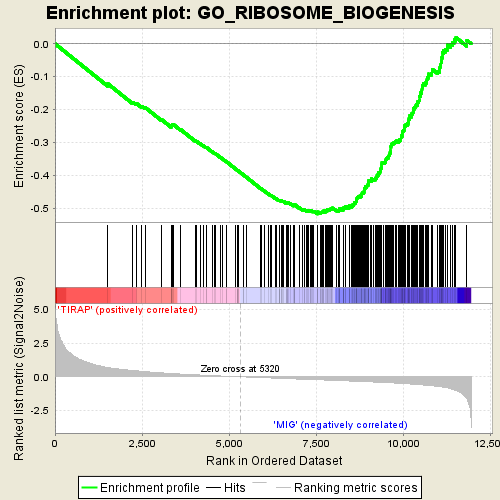 Enrichment plot: GO_RIBOSOME_BIOGENESIS
Enrichment score (ES)
0.0
-0.1
-0.2
-0.3
-0.4
-0.5
'TIRAP' (positively correlated)
Ranked list metric (Signal2Noise)
5.0
2.5
0.0
-2.5
Zero cross at 5320
'MIG' (negatively correlated)
0 2,500 5,000 7,500 10,000 12,500
Rank in Ordered Dataset
Enrichment profile Hits Ranking metric scores